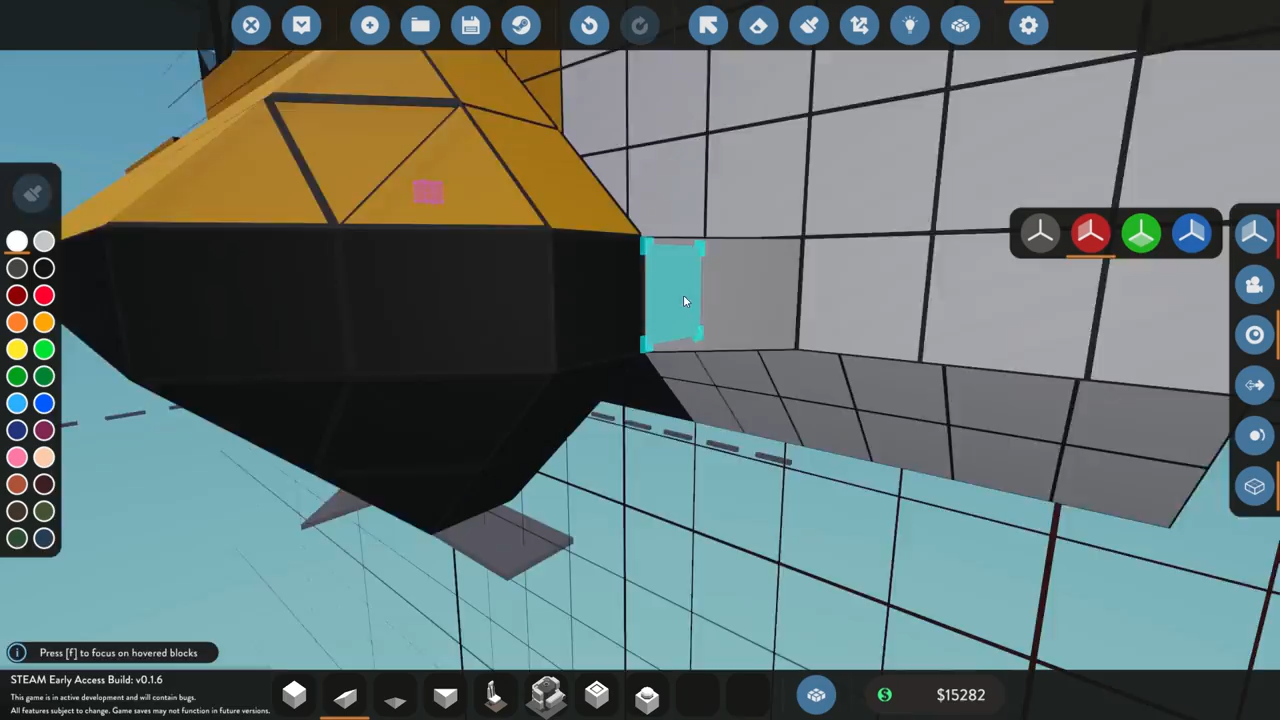 Press [f] to focus on hovered blocks
STEAM Early Access Build: v0.1.6
This game is in active development and will contain bugs.
All features subject to change. Game saves may not function in future versions.
$15282